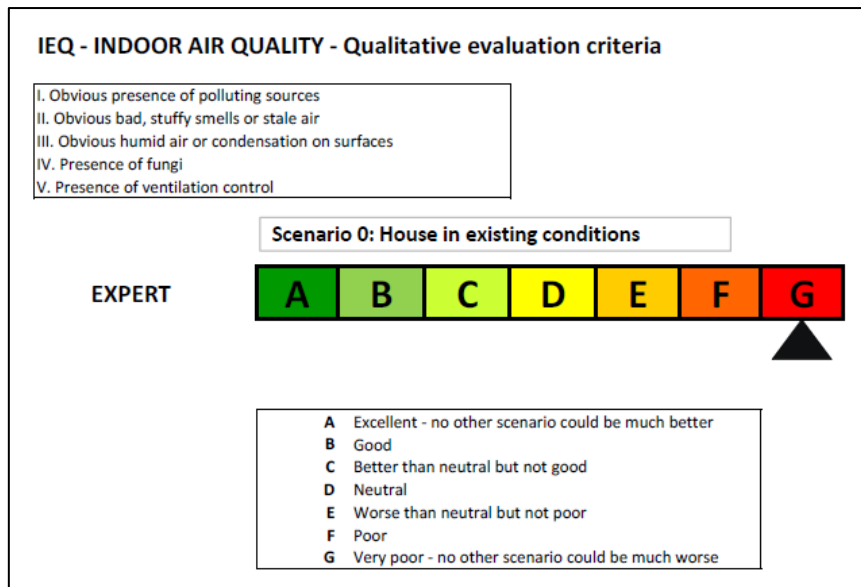 IEQ - INDOOR AIR QUALITY - Qualitative evaluation criteria
I. Obvious presence of polluting sources
II. Obvious bad, stuffy smells or stale air
III. Obvious humid air or condensation on surfaces
IV. Presence of fungi
V. Presence of ventilation control
Scenario 0: House in existing conditions
EXPERT A B C D E F G
A Excellent - no other scenario could be much better
B Good
C Better than neutral but not good
D Neutral
E Worse than neutral but not poor
F Poor
G Very poor - no other scenario could be much worse